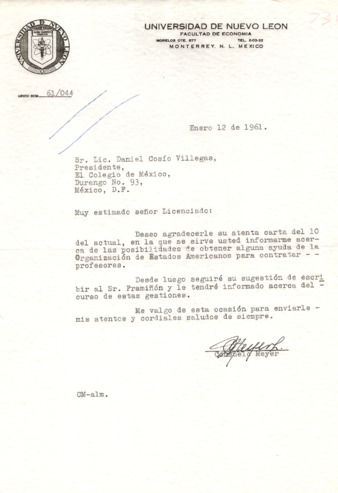 UNIVERSIDAD DE NUEVO LEON
FACULTAD DE ECONOMIA
MORELOS OTE. 877 TEL. 2-03-22
MONTERREY, N. L. MEXICO
UNIVERSIDAD DE NUEVO LEON
61/044
Enero 12 de 1961.
Sr. Lic. Daniel Cosío Villegas,
Presidente,
El Colegio de México,
Durango No. 93,
México, D.F.
Muy estimado señor Licenciado:
Deseo agradecerle su atenta carta del 10
del actual, en la que se sirve usted informarme acer-
ca de las posibilidades de obtener alguna ayuda de la
Organización de Estados Americanos para contratar --
profesores.
Desde luego seguiré su sugestión de escri
bir al Sr. Framiñón y le tendré informado acerca del -
curso de estas gestiones.
Me valgo de esta ocasión para enviarle -
mis atentos y cordiales saludos de siempre.
Consuelo Meyer
CM-alm.